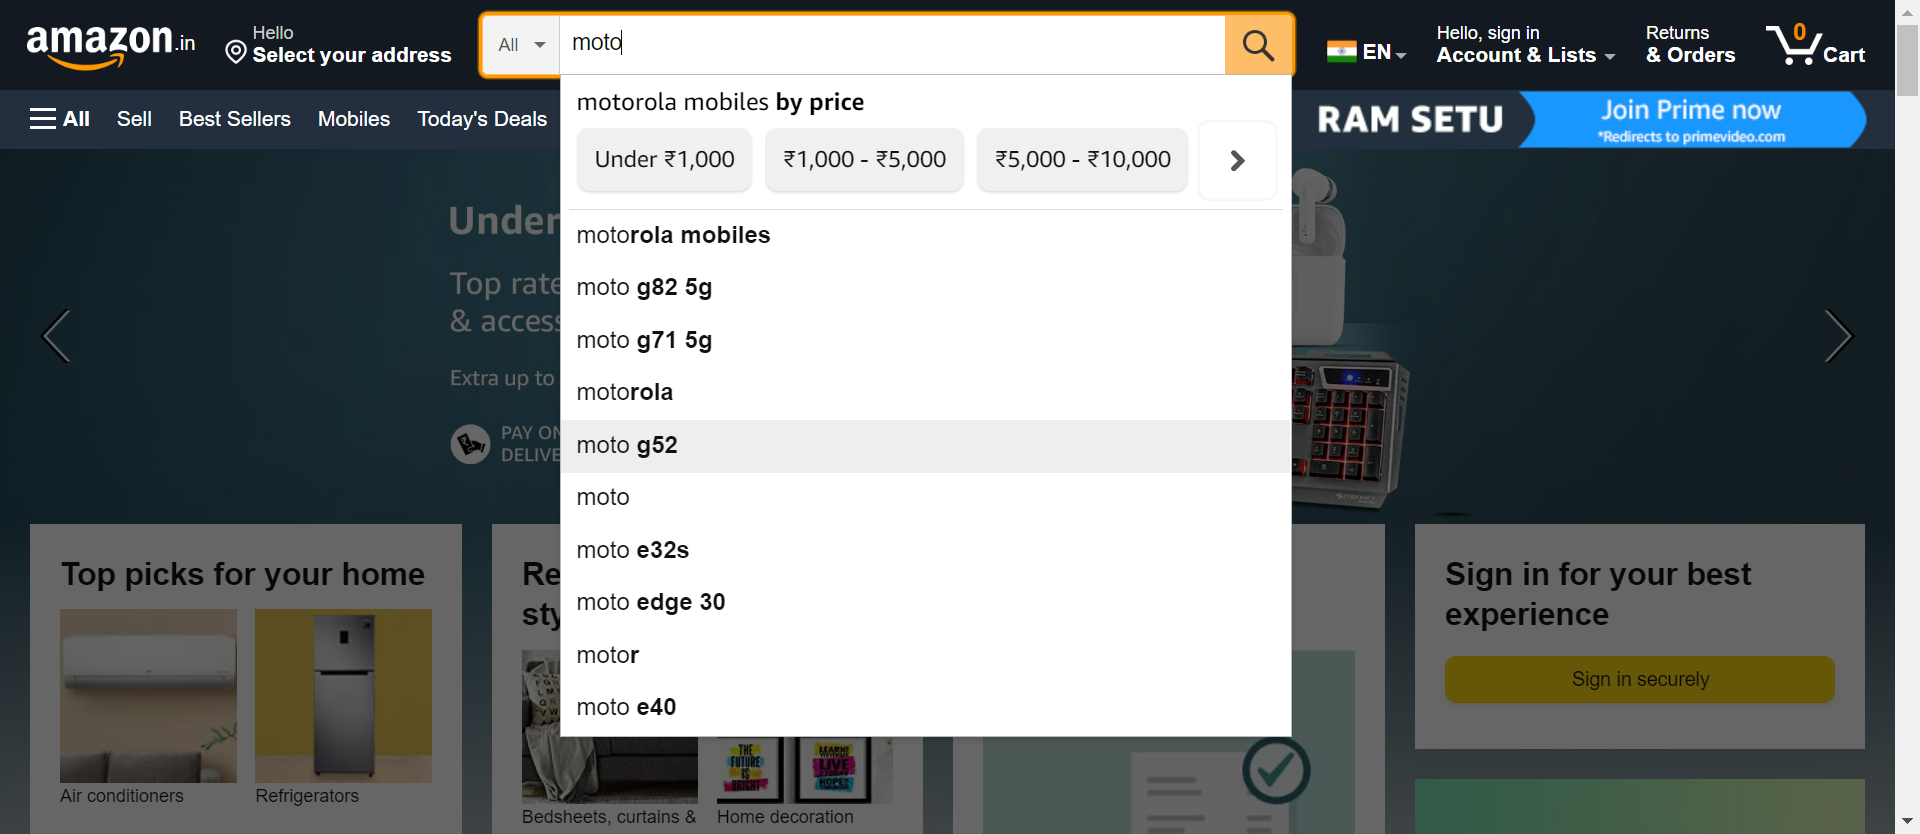 amazon.in
Hello
Select your address
All
moto
EN
Hello, sign in
Account & Lists
Returns
& Orders
0
Cart
All
Sell
Best Sellers
Mobiles
Today's Deals
RAM SETU
Join Prime now
*Redirects to primevideo.com
motorola mobiles by price
Under ₹1,000
₹1,000 - ₹5,000
₹5,000 - ₹10,000
motorola mobiles
moto g82 5g
moto g71 5g
motorola
moto g52
moto
moto e32s
moto edge 30
motor
moto e40
Under
Top rate
& access
Extra up to
PAY ON
DELIVE
Top picks for your home
Air conditioners
Refrigerators
Re
sty
THE
FUTURE
IS
BRIGHT
LEARN
LIVE
TODAY
HOPE
Bedsheets, curtains &
Home decoration
Sign in for your best
experience
Sign in securely